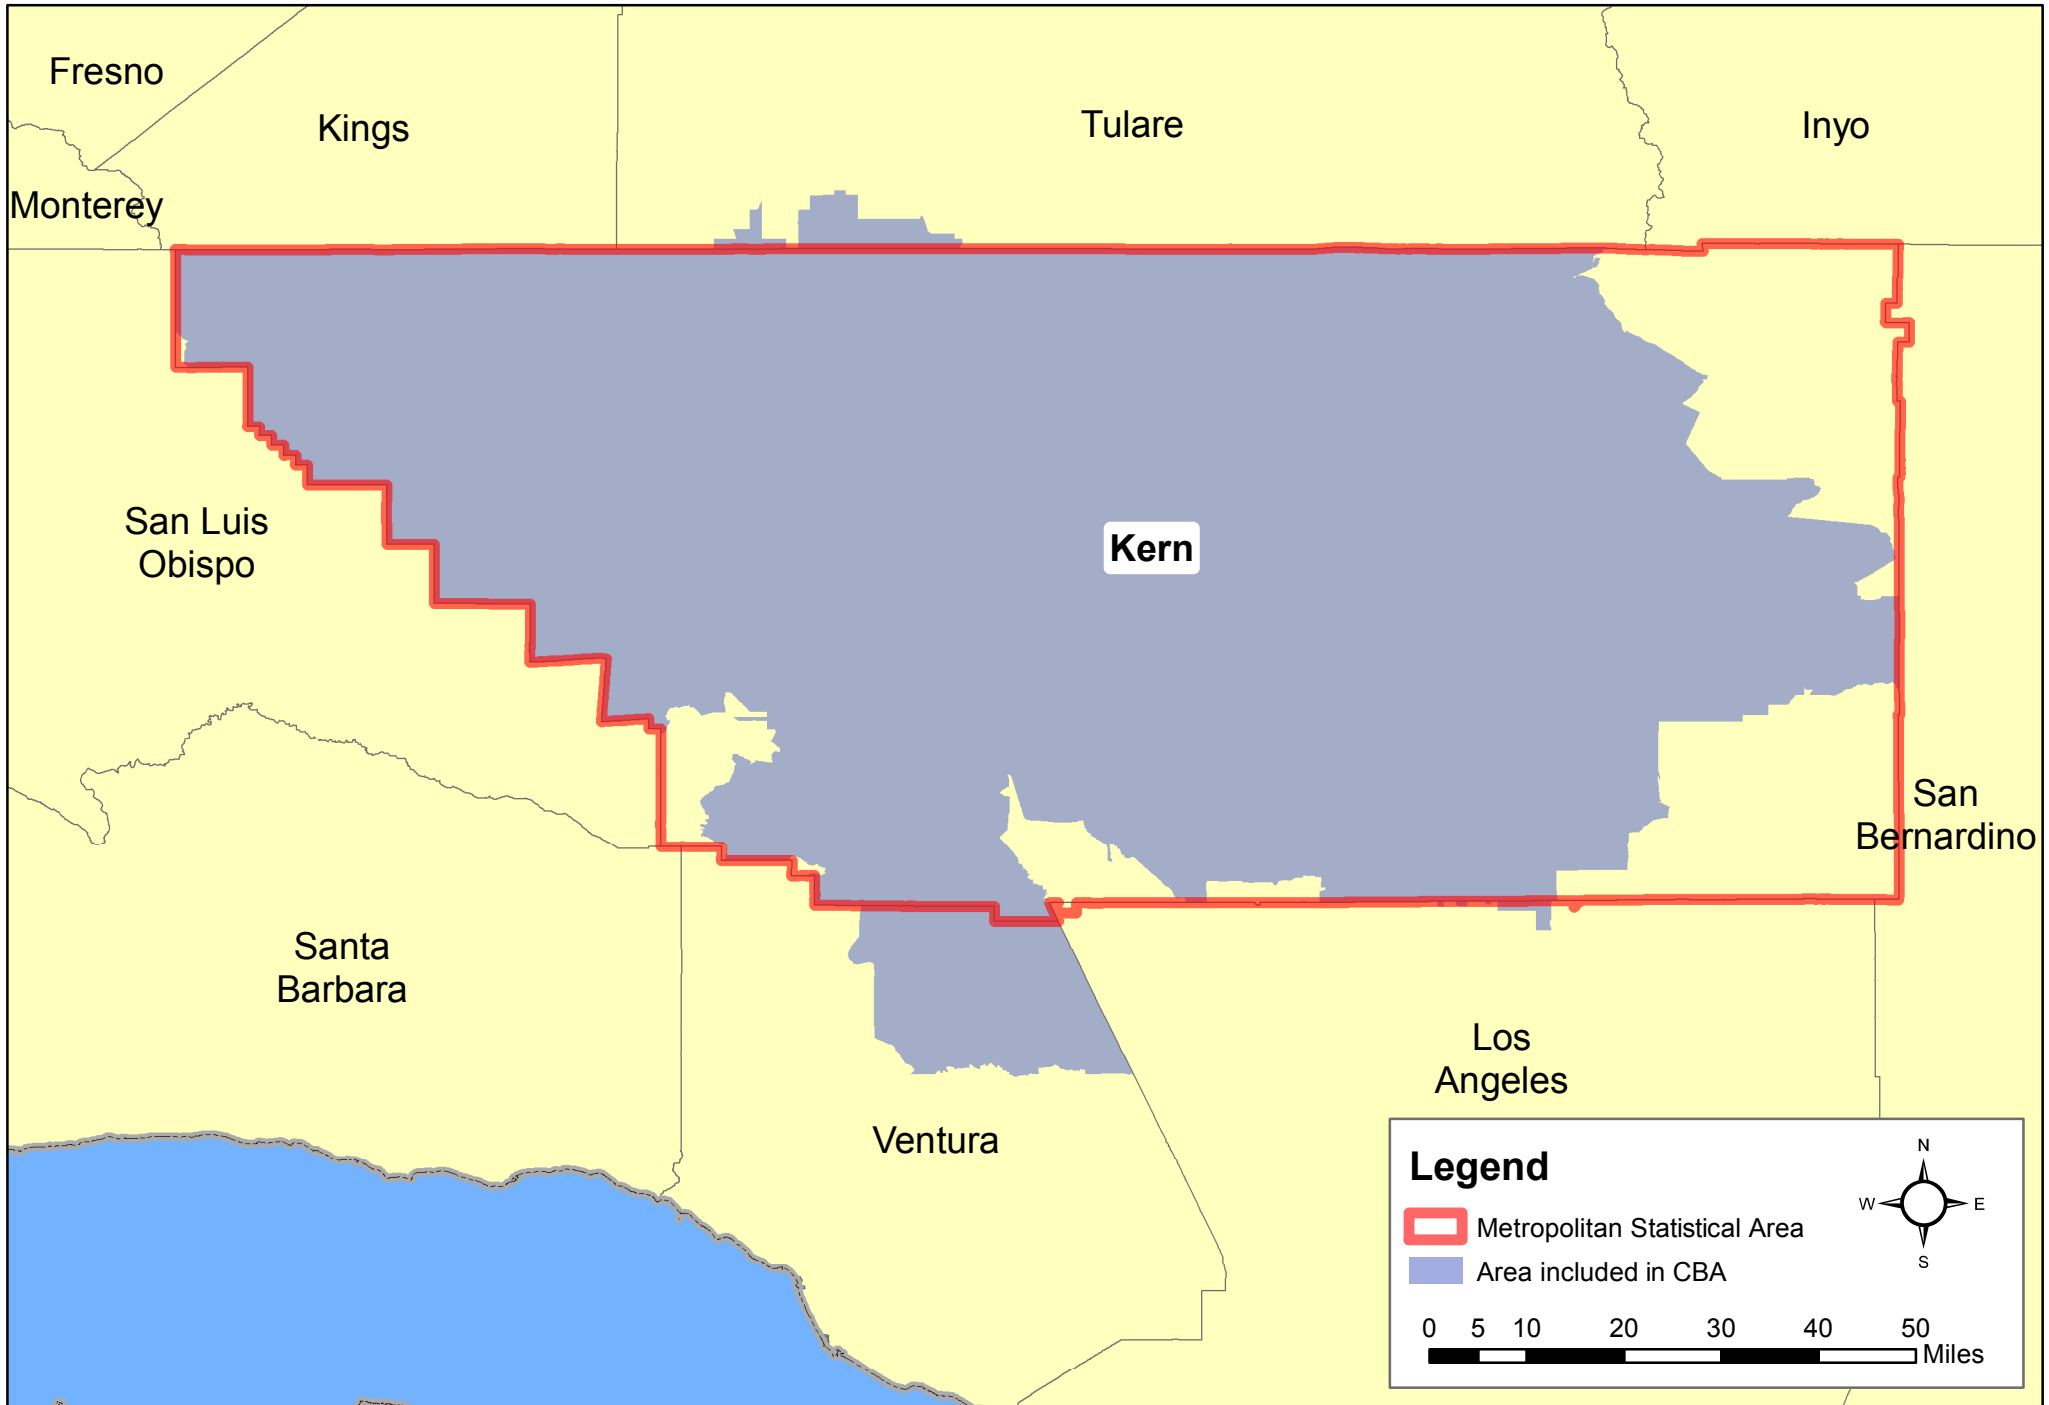 Fresno
Kings
Tulare
Inyo
Monterey
San Luis
Obispo
Kern
San
Bernardino
Santa
Barbara
Los
Angeles
Ventura
Legend
N
W
E
S
Metropolitan Statistical Area
Area included in CBA
0 5 10 20 30 40 50
Miles